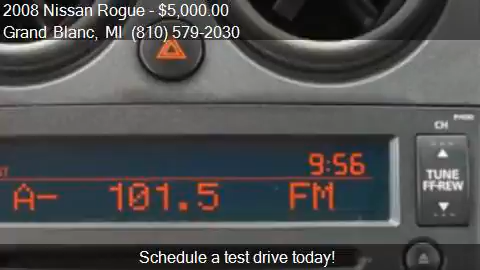 2008 Nissan Rogue - $5,000.00
Grand Blanc, MI (810) 579-2030
CH
9:56
TUNE
FF·REW
A- 101.5 FM
Schedule a test drive today!